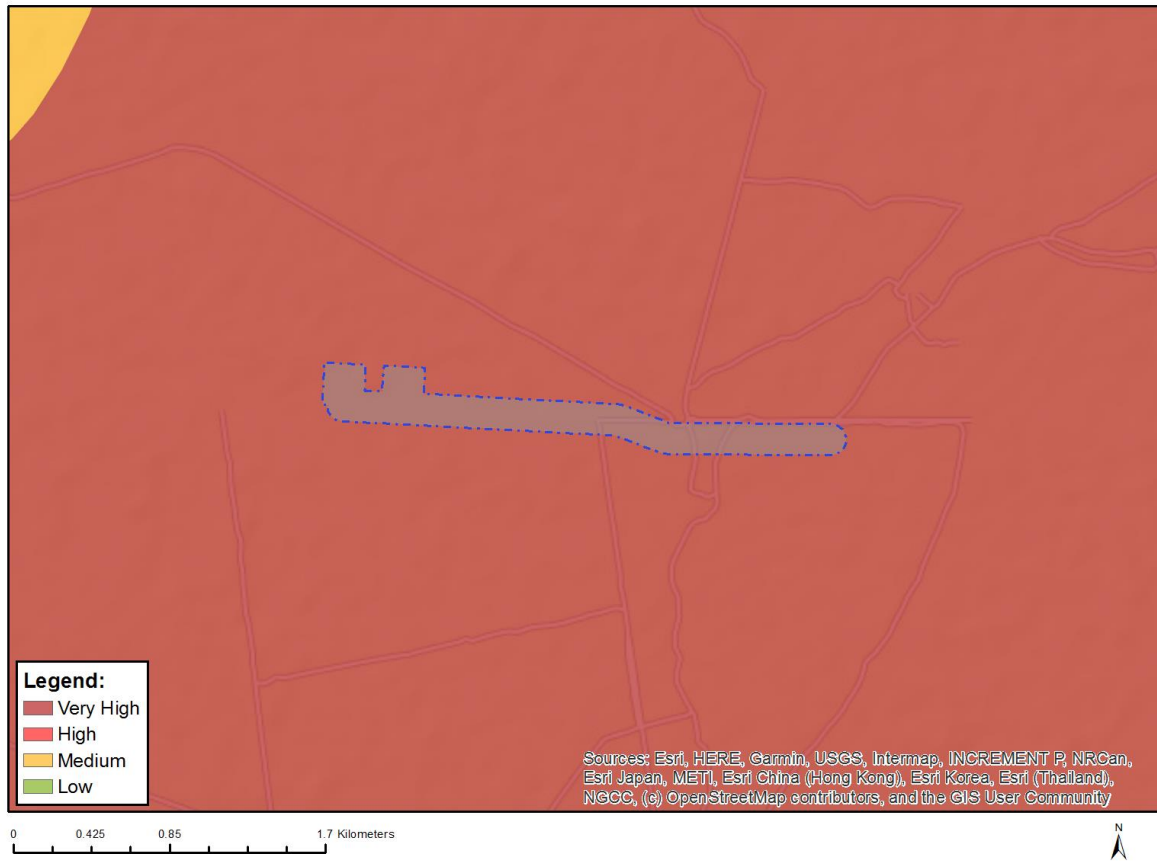 Legend:
Very High
High
Medium
Low
Sources: Esri, HERE, Garmin, USGS, Intermap, INCREMENT P, NRCan,
Esri Japan, METI, Esri China (Hong Kong), Esri Korea, Esri (Thailand),
NGCC, (c) OpenStreetMap contributors, and the GIS User Community
0 0.425 0.85 1.7 Kilometers
N